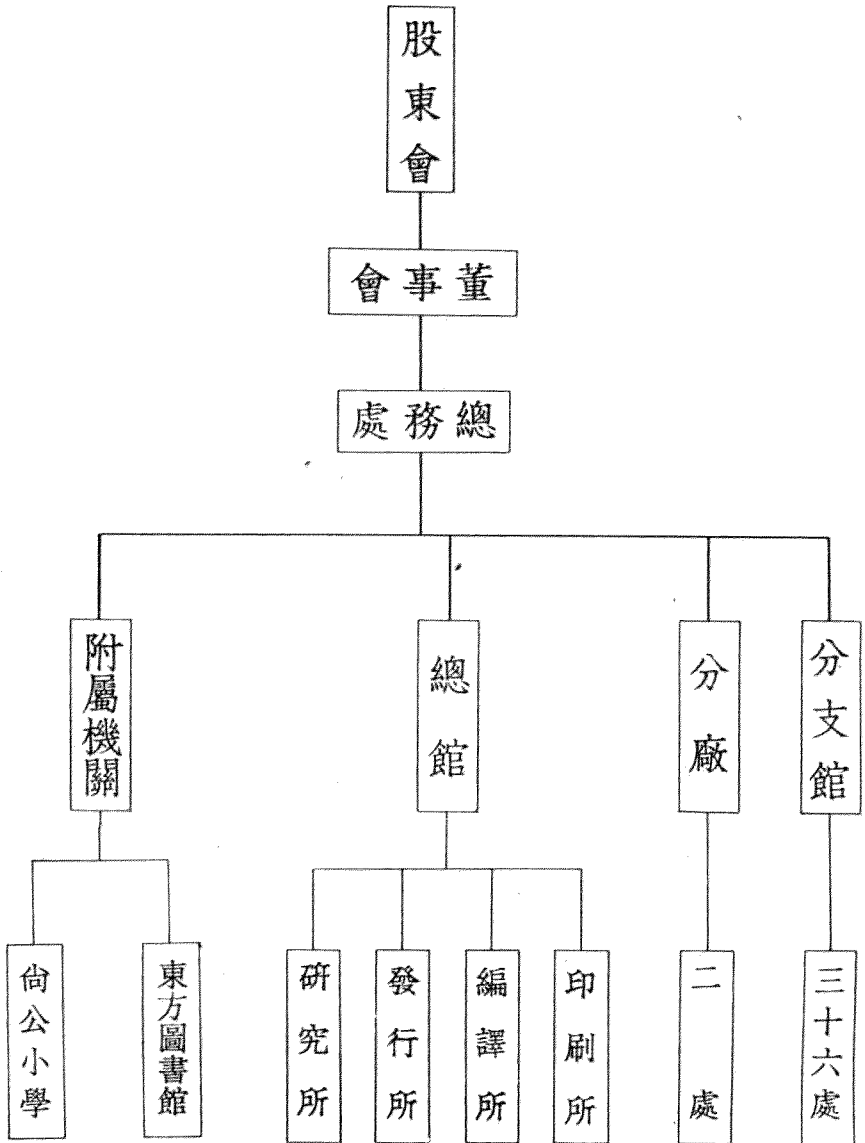 股東會
董事會
總務處
分支館
分廠
總館
附屬機關
三十六處
二處
印刷所
編譯所
發行所
研究所
東方圖書館
尙公小學